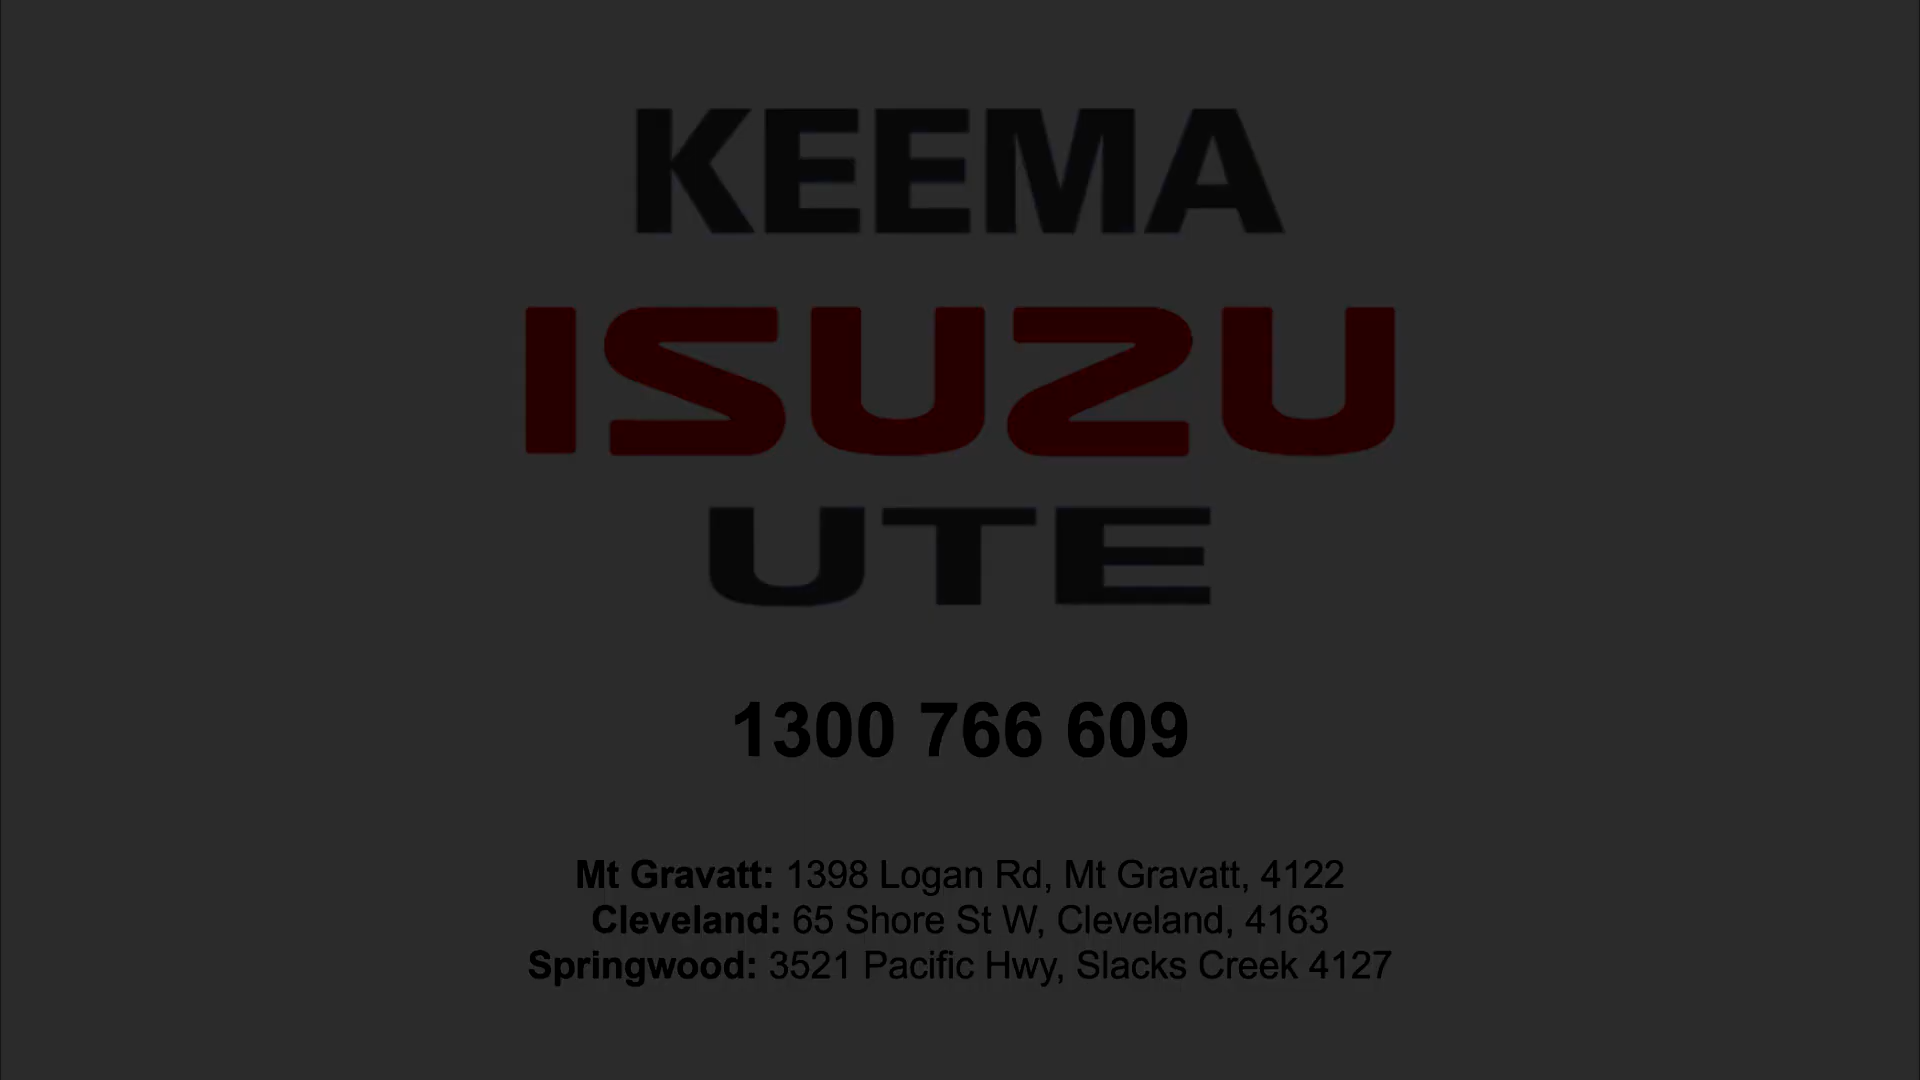 KEEMA
ISUZU
UTE
1300 766 609
Mt Gravatt: 1398 Logan Rd, Mt Gravatt, 4122
Cleveland: 65 Shore St W, Cleveland, 4163
Springwood: 3521 Pacific Hwy, Slacks Creek 4127